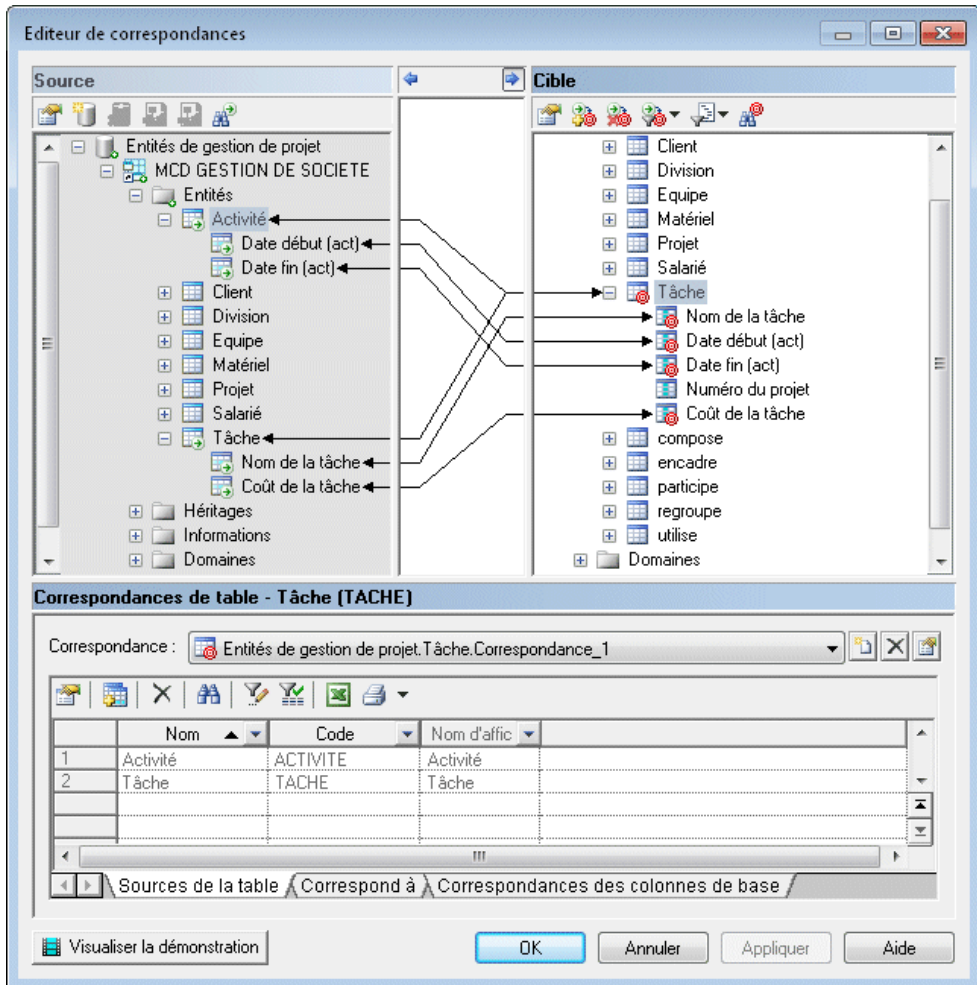 Editeur de correspondances
Source
Cible
Entités de gestion de projet
MCD GESTION DE SOCIETE
Entités
Activité
Date début (act)
Date fin (act)
Client
Division
Equipe
Matériel
Projet
Salarié
Tâche
Nom de la tâche
Coût de la tâche
Héritages
Informations
Domaines
Client
Division
Equipe
Matériel
Projet
Salarié
Tâche
Nom de la tâche
Date début (act)
Date fin (act)
Numéro du projet
Coût de la tâche
compose
encadre
participe
regroupe
utilise
Domaines
Correspondances de table - Tâche (TACHE)
Correspondance : Entités de gestion de projet.Tâche.Correspondance_1
Nom Code Nom d'affic
1 Activité ACTIVITE Activité
2 Tâche TACHE Tâche
Sources de la table Correspond à Correspondances des colonnes de base
Visualiser la démonstration OK Annuler Appliquer Aide